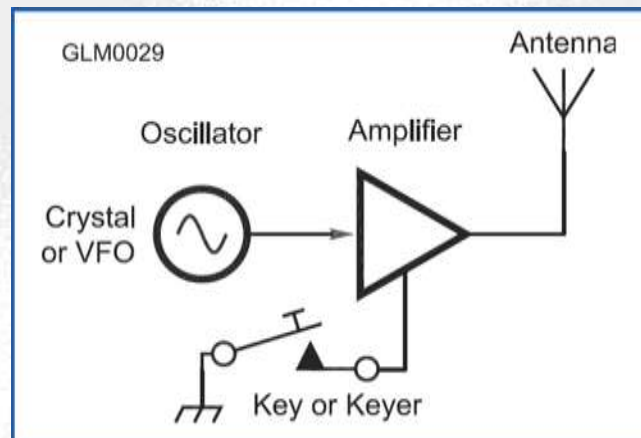 GLM0029
Antenna
Oscillator
Amplifier
Crystal
or VFO
Key or Keyer